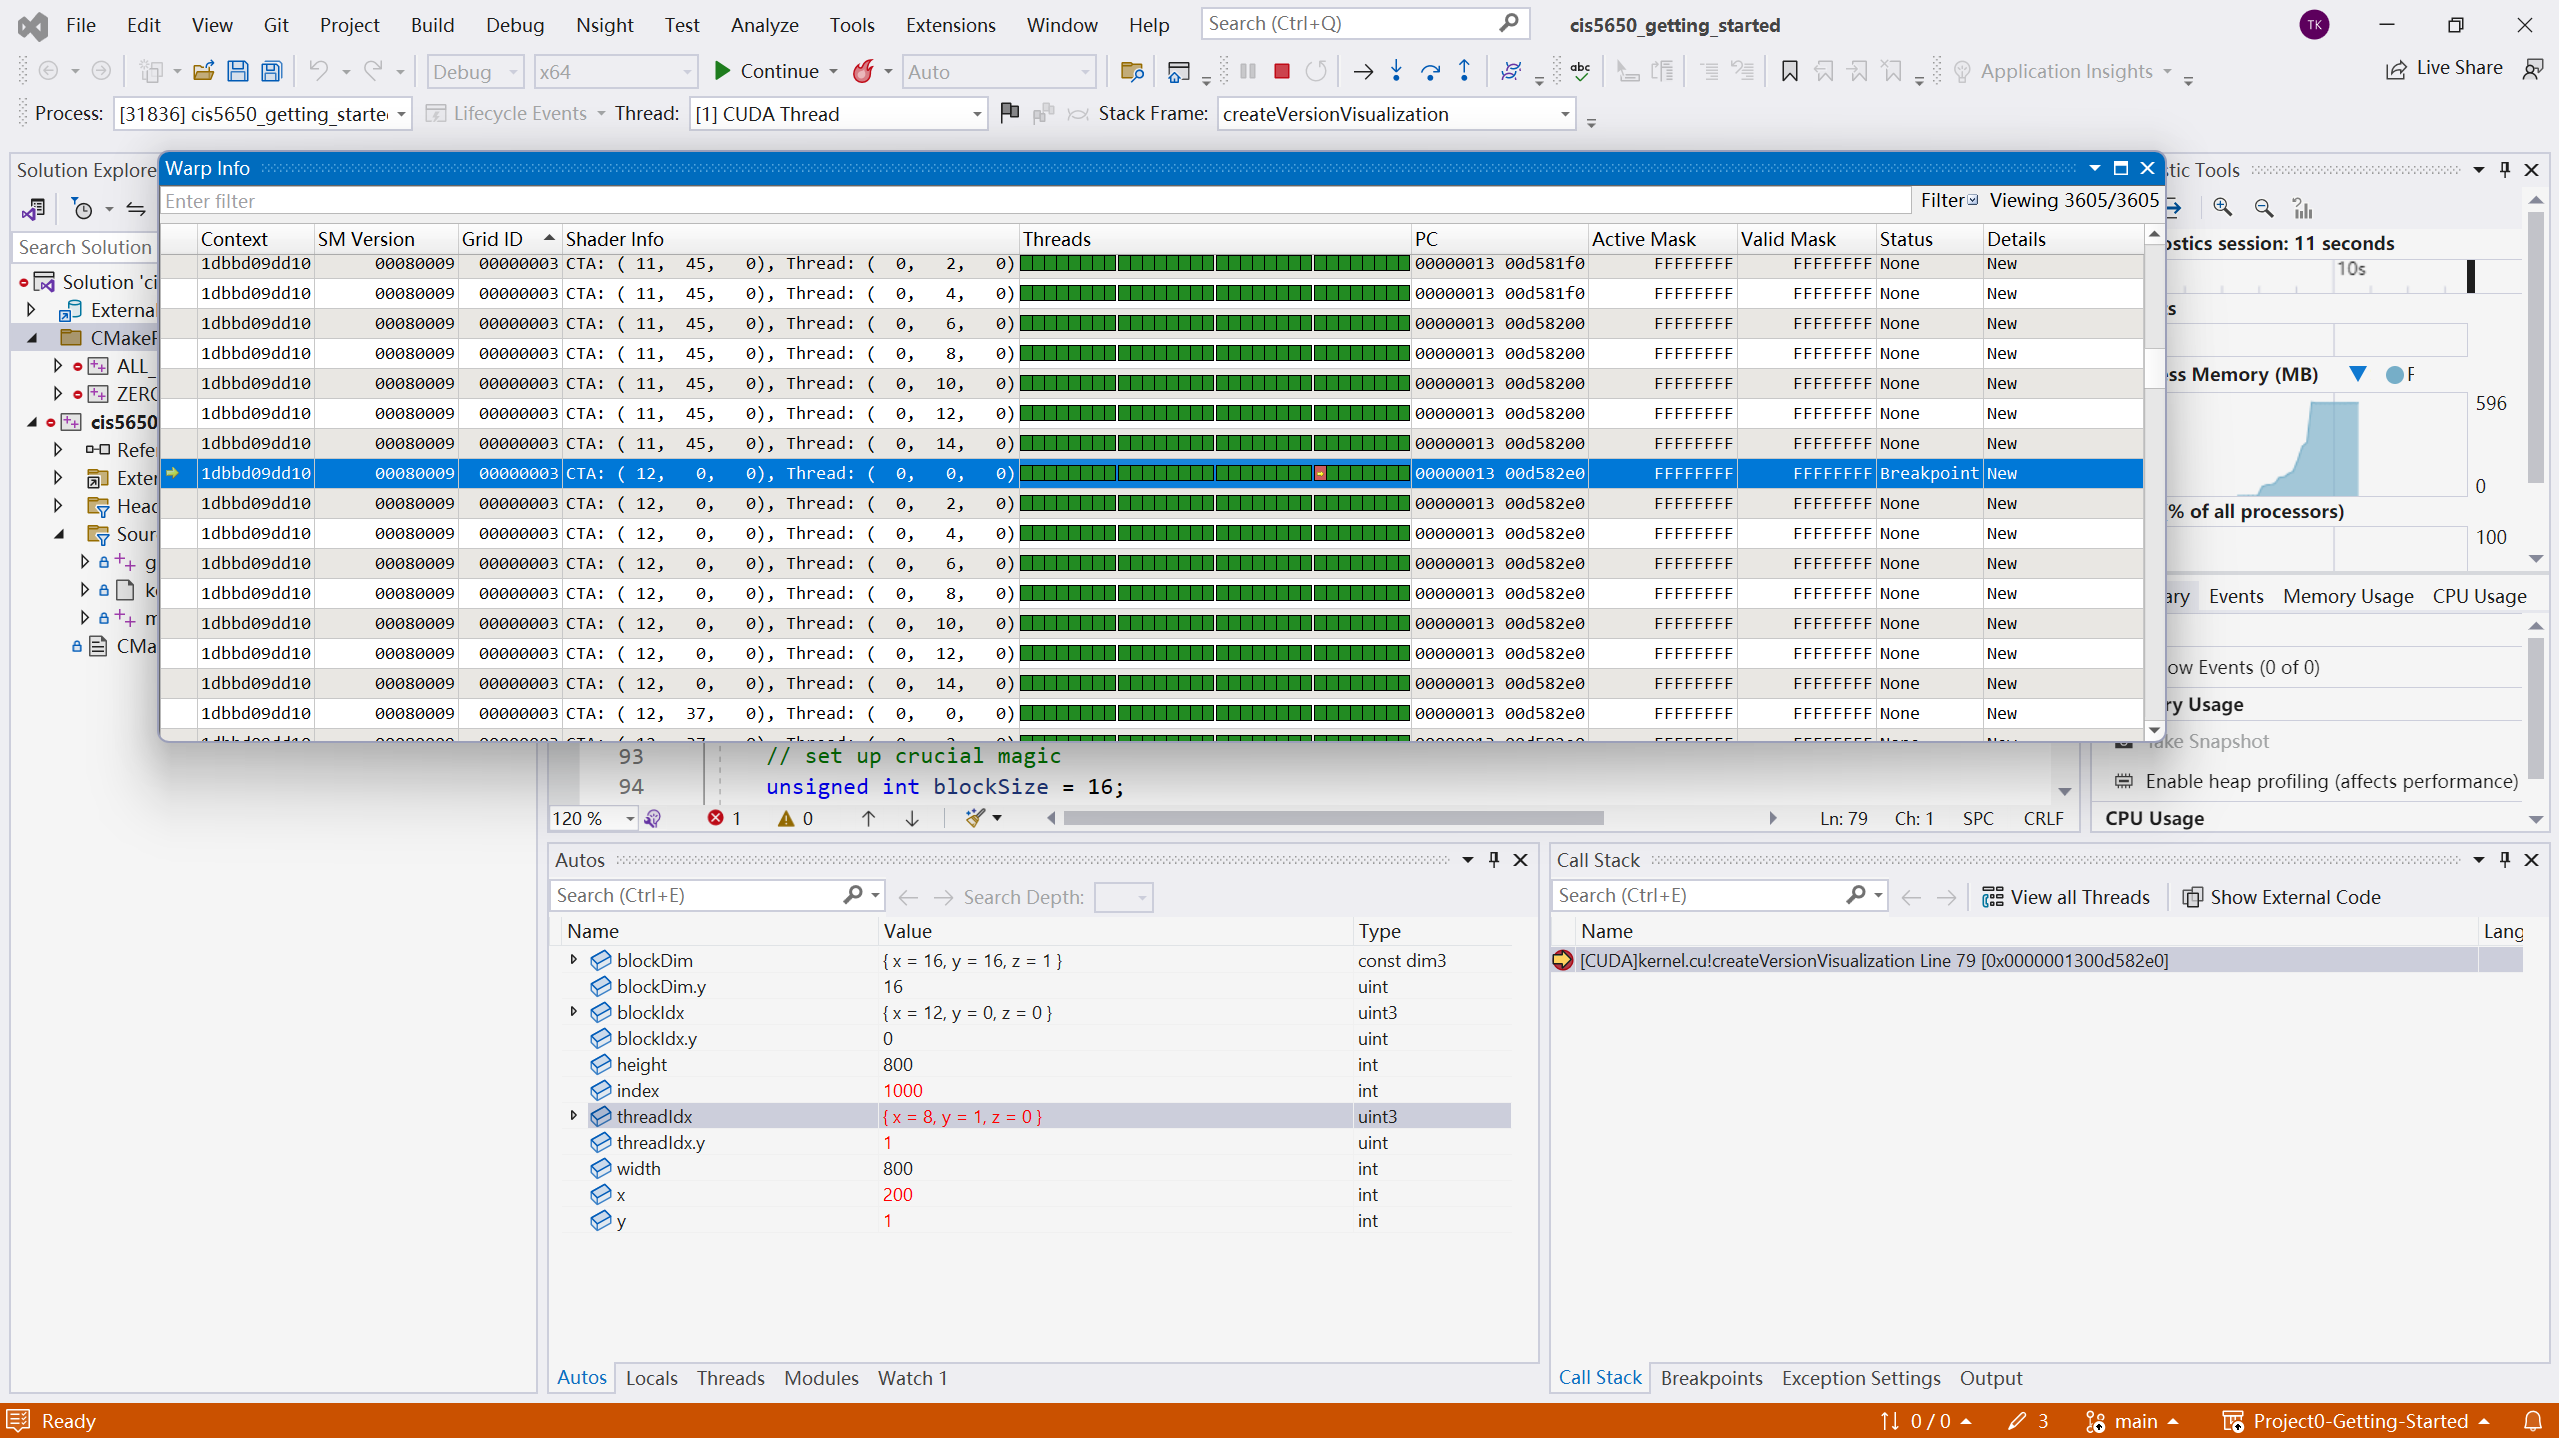 File Edit View Git Project Build Debug Nsight Test Analyze Tools Extensions Window Help Search (Ctrl+Q) cis5650_getting_started TK
Debug x64 Continue Auto abc Application Insights Live Share
Process: [31836] cis5650_getting_starte Lifecycle Events Thread: [1] CUDA Thread Stack Frame: createVersionVisualization
Solution Explore
Search Solution
Solution 'ci
External
CMakeP
ALL_
ZERO
cis5650
Refer
Exter
Head
Sour
g
ke
m
CMa
Warp Info
Enter filter Filter Viewing 3605/3605
Context SM Version Grid ID Shader Info Threads PC Active Mask Valid Mask Status Details
1dbbd09dd10 00080009 00000003 CTA: ( 11, 45, 0), Thread: ( 0, 2, 0) 00000013 00d581f0 FFFFFFFF FFFFFFFF None New
1dbbd09dd10 00080009 00000003 CTA: ( 11, 45, 0), Thread: ( 0, 4, 0) 00000013 00d581f0 FFFFFFFF FFFFFFFF None New
1dbbd09dd10 00080009 00000003 CTA: ( 11, 45, 0), Thread: ( 0, 6, 0) 00000013 00d58200 FFFFFFFF FFFFFFFF None New
1dbbd09dd10 00080009 00000003 CTA: ( 11, 45, 0), Thread: ( 0, 8, 0) 00000013 00d58200 FFFFFFFF FFFFFFFF None New
1dbbd09dd10 00080009 00000003 CTA: ( 11, 45, 0), Thread: ( 0, 10, 0) 00000013 00d58200 FFFFFFFF FFFFFFFF None New
1dbbd09dd10 00080009 00000003 CTA: ( 11, 45, 0), Thread: ( 0, 12, 0) 00000013 00d58200 FFFFFFFF FFFFFFFF None New
1dbbd09dd10 00080009 00000003 CTA: ( 11, 45, 0), Thread: ( 0, 14, 0) 00000013 00d58200 FFFFFFFF FFFFFFFF None New
1dbbd09dd10 00080009 00000003 CTA: ( 12, 0, 0), Thread: ( 0, 0, 0) 00000013 00d582e0 FFFFFFFF FFFFFFFF Breakpoint New
1dbbd09dd10 00080009 00000003 CTA: ( 12, 0, 0), Thread: ( 0, 2, 0) 00000013 00d582e0 FFFFFFFF FFFFFFFF None New
1dbbd09dd10 00080009 00000003 CTA: ( 12, 0, 0), Thread: ( 0, 4, 0) 00000013 00d582e0 FFFFFFFF FFFFFFFF None New
1dbbd09dd10 00080009 00000003 CTA: ( 12, 0, 0), Thread: ( 0, 6, 0) 00000013 00d582e0 FFFFFFFF FFFFFFFF None New
1dbbd09dd10 00080009 00000003 CTA: ( 12, 0, 0), Thread: ( 0, 8, 0) 00000013 00d582e0 FFFFFFFF FFFFFFFF None New
1dbbd09dd10 00080009 00000003 CTA: ( 12, 0, 0), Thread: ( 0, 10, 0) 00000013 00d582e0 FFFFFFFF FFFFFFFF None New
1dbbd09dd10 00080009 00000003 CTA: ( 12, 0, 0), Thread: ( 0, 12, 0) 00000013 00d582e0 FFFFFFFF FFFFFFFF None New
1dbbd09dd10 00080009 00000003 CTA: ( 12, 0, 0), Thread: ( 0, 14, 0) 00000013 00d582e0 FFFFFFFF FFFFFFFF None New
1dbbd09dd10 00080009 00000003 CTA: ( 12, 37, 0), Thread: ( 0, 0, 0) 00000013 00d582e0 FFFFFFFF FFFFFFFF None New
93 // set up crucial magic
94 unsigned int blockSize = 16;
120 % 1 0 Ln: 79 Ch: 1 SPC CRLF
stic Tools
ostics session: 11 seconds
10s
s
ss Memory (MB) F
596
0
% of all processors)
100
ary Events Memory Usage CPU Usage
ow Events (0 of 0)
ry Usage
Take Snapshot
Enable heap profiling (affects performance)
CPU Usage
Autos
Search (Ctrl+E) Search Depth:
Name Value Type
blockDim { x = 16, y = 16, z = 1 } const dim3
blockDim.y 16 uint
blockIdx { x = 12, y = 0, z = 0 } uint3
blockIdx.y 0 uint
height 800 int
index 1000 int
threadIdx { x = 8, y = 1, z = 0 } uint3
threadIdx.y 1 uint
width 800 int
x 200 int
y 1 int
Autos Locals Threads Modules Watch 1
Call Stack
Search (Ctrl+E) View all Threads Show External Code
Name Lang
[CUDA]kernel.cu!createVersionVisualization Line 79 [0x0000001300d582e0]
Call Stack Breakpoints Exception Settings Output
Ready 0 / 0 3 main Project0-Getting-Started